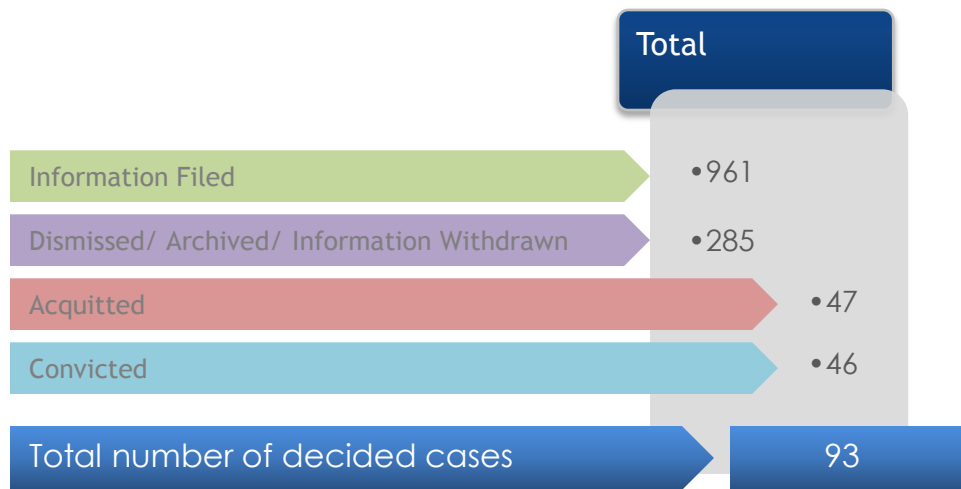 Total
Information Filed •961
Dismissed/ Archived/ Information Withdrawn •285
Acquitted •47
Convicted •46
Total number of decided cases 93